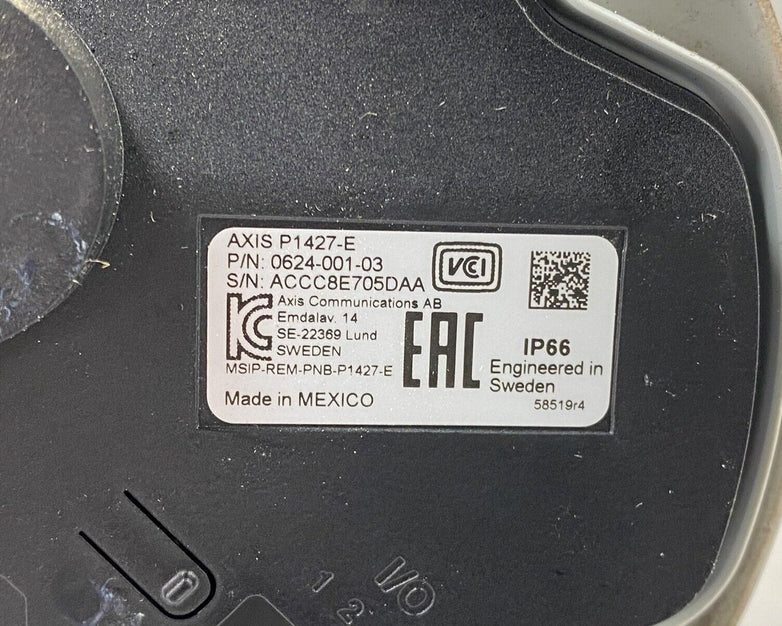 AXIS P1427-E
P/N: 0624-001-03
S/N: ACCC8E705DAA
VCI
Axis Communications AB
Emdalav. 14
SE-22369 Lund
SWEDEN
KC
MSIP-REM-PNB-P1427-E
EAC
IP66
Engineered in
Sweden
Made in MEXICO
58519r4
I/O
1
2